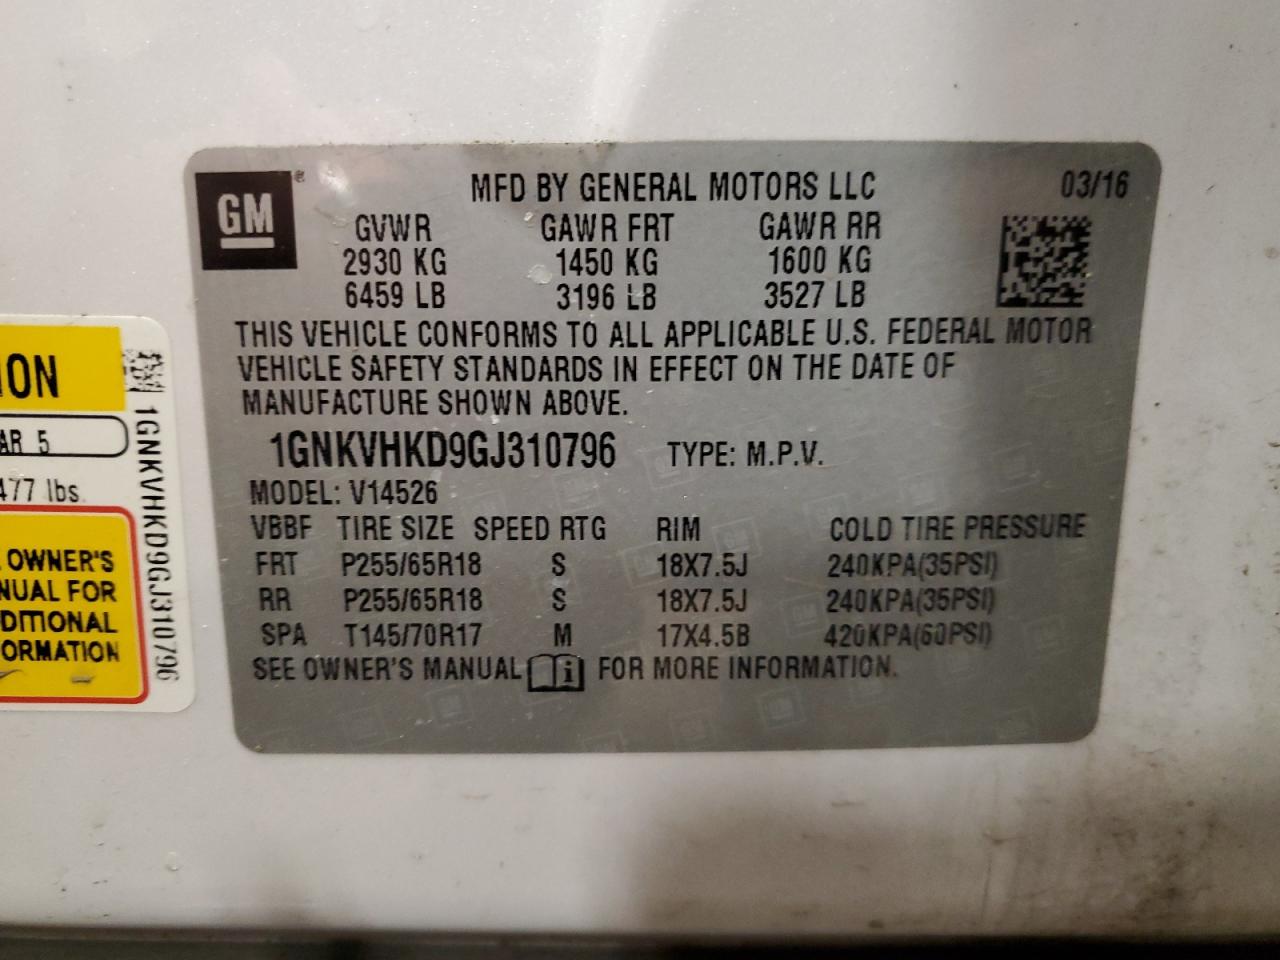 GM ®
MFD BY GENERAL MOTORS LLC 03/16
GVWR GAWR FRT GAWR RR
2930 KG 1450 KG 1600 KG
6459 LB 3196 LB 3527 LB
THIS VEHICLE CONFORMS TO ALL APPLICABLE U.S. FEDERAL MOTOR
VEHICLE SAFETY STANDARDS IN EFFECT ON THE DATE OF
MANUFACTURE SHOWN ABOVE.
1GNKVHKD9GJ310796 TYPE: M.P.V.
MODEL: V14526
VBBF TIRE SIZE SPEED RTG RIM COLD TIRE PRESSURE
FRT P255/65R18 S 18X7.5J 240KPA(35PSI)
RR P255/65R18 S 18X7.5J 240KPA(35PSI)
SPA T145/70R17 M 17X4.5B 420KPA(60PSI)
SEE OWNER'S MANUAL i FOR MORE INFORMATION.
ION
AR 5
477 lbs.
OWNER'S
NUAL FOR
DITIONAL
ORMATION
1GNKVHKD9GJ310796